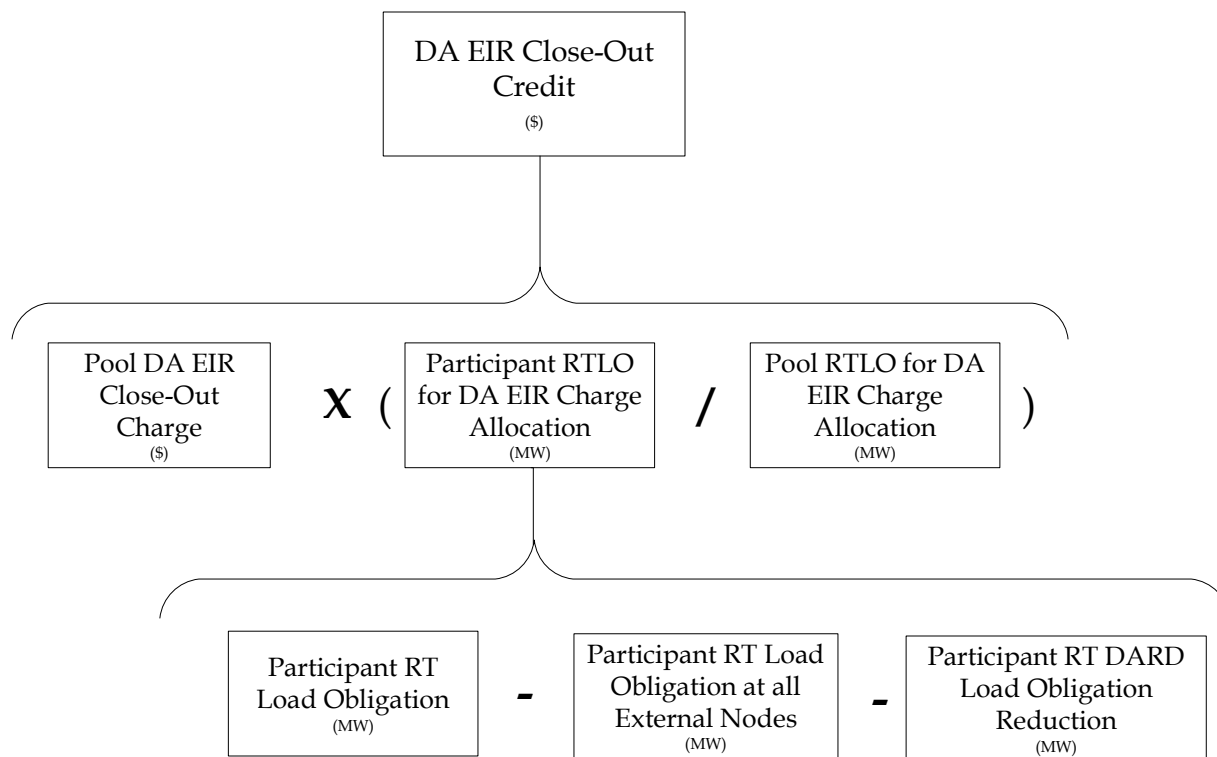 DA EIR Close-Out
Credit
($)
Pool DA EIR
Close-Out
Charge
($)
X
(
Participant RTLO
for DA EIR Charge
Allocation
(MW)
/
Pool RTLO for DA
EIR Charge
Allocation
(MW)
)
Participant RT
Load Obligation
(MW)
-
Participant RT Load
Obligation at all
External Nodes
(MW)
-
Participant RT DARD
Load Obligation
Reduction
(MW)